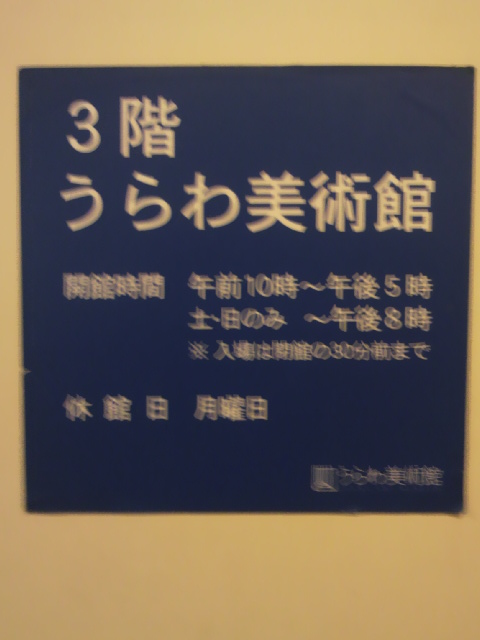 3階
うらわ美術館
開館時間 午前10時〜午後5時
土・日のみ 〜午後8時
※ 入場は閉館の30分前まで
休館日 月曜日
うらわ美術館